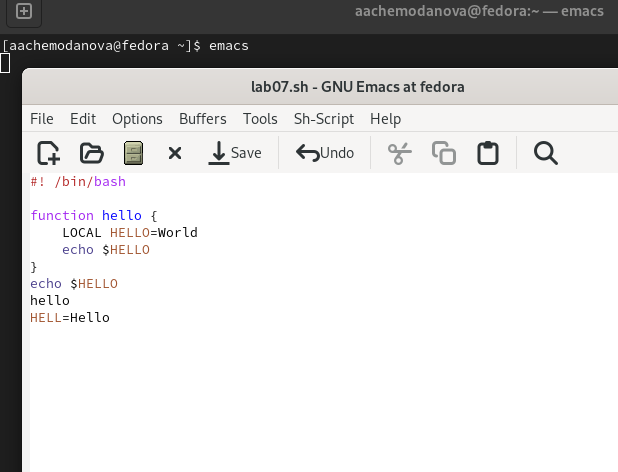 aachemodanova@fedora:~ — emacs
[aachemodanova@fedora ~]$ emacs
lab07.sh - GNU Emacs at fedora
File Edit Options Buffers Tools Sh-Script Help
Save Undo
#! /bin/bash
function hello {
    LOCAL HELLO=World
    echo $HELLO
}
echo $HELLO
hello
HELL=Hello